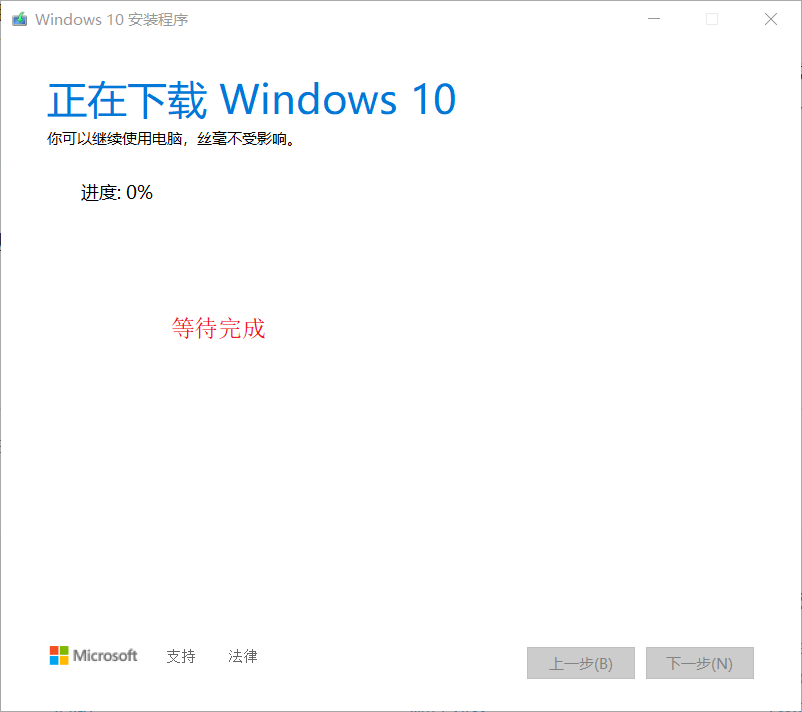 Windows 10 安装程序
正在下载 Windows 10
你可以继续使用电脑，丝毫不受影响。
进度: 0%
等待完成
Microsoft 支持 法律 上一步(B) 下一步(N)